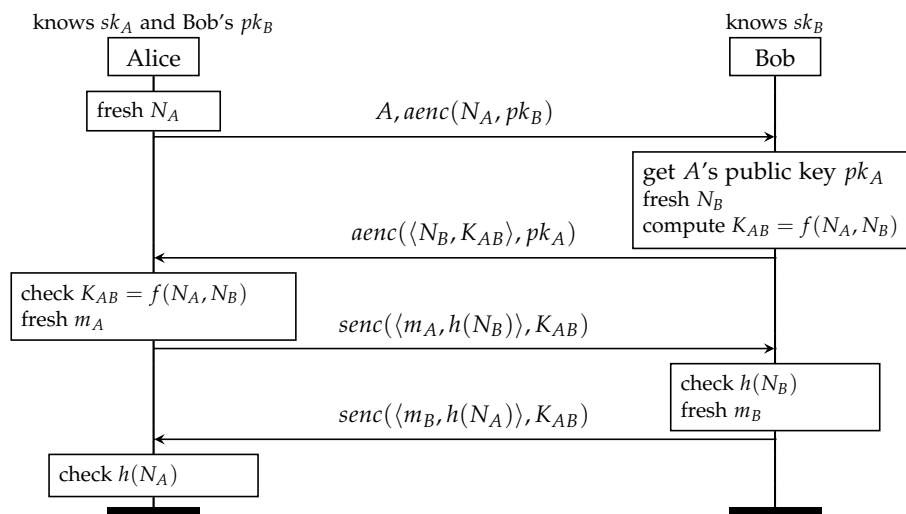 knows sk_A and Bob's pk_B
knows sk_B
Alice
Bob
fresh N_A
A, aenc(N_A, pk_B)
get A's public key pk_A
fresh N_B
compute K_AB = f(N_A, N_B)
aenc(⟨N_B, K_AB⟩, pk_A)
check K_AB = f(N_A, N_B)
fresh m_A
senc(⟨m_A, h(N_B)⟩, K_AB)
check h(N_B)
fresh m_B
senc(⟨m_B, h(N_A)⟩, K_AB)
check h(N_A)